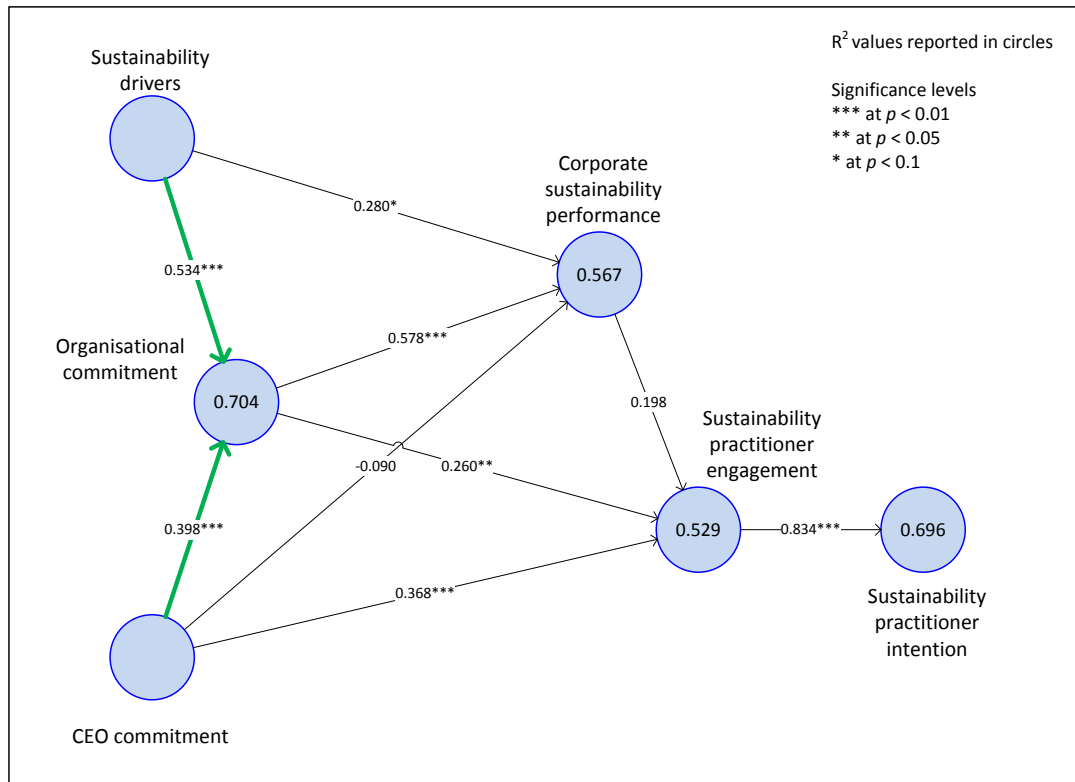 R² values reported in circles
Significance levels
*** at p < 0.01
** at p < 0.05
* at p < 0.1
Sustainability
drivers
Corporate
sustainability
performance
0.280*
0.567
0.534***
0.578***
Organisational
commitment
0.704
0.198
Sustainability
practitioner
engagement
-0.090
0.260**
0.398***
0.529
0.834***
0.696
0.368***
Sustainability
practitioner
intention
CEO commitment